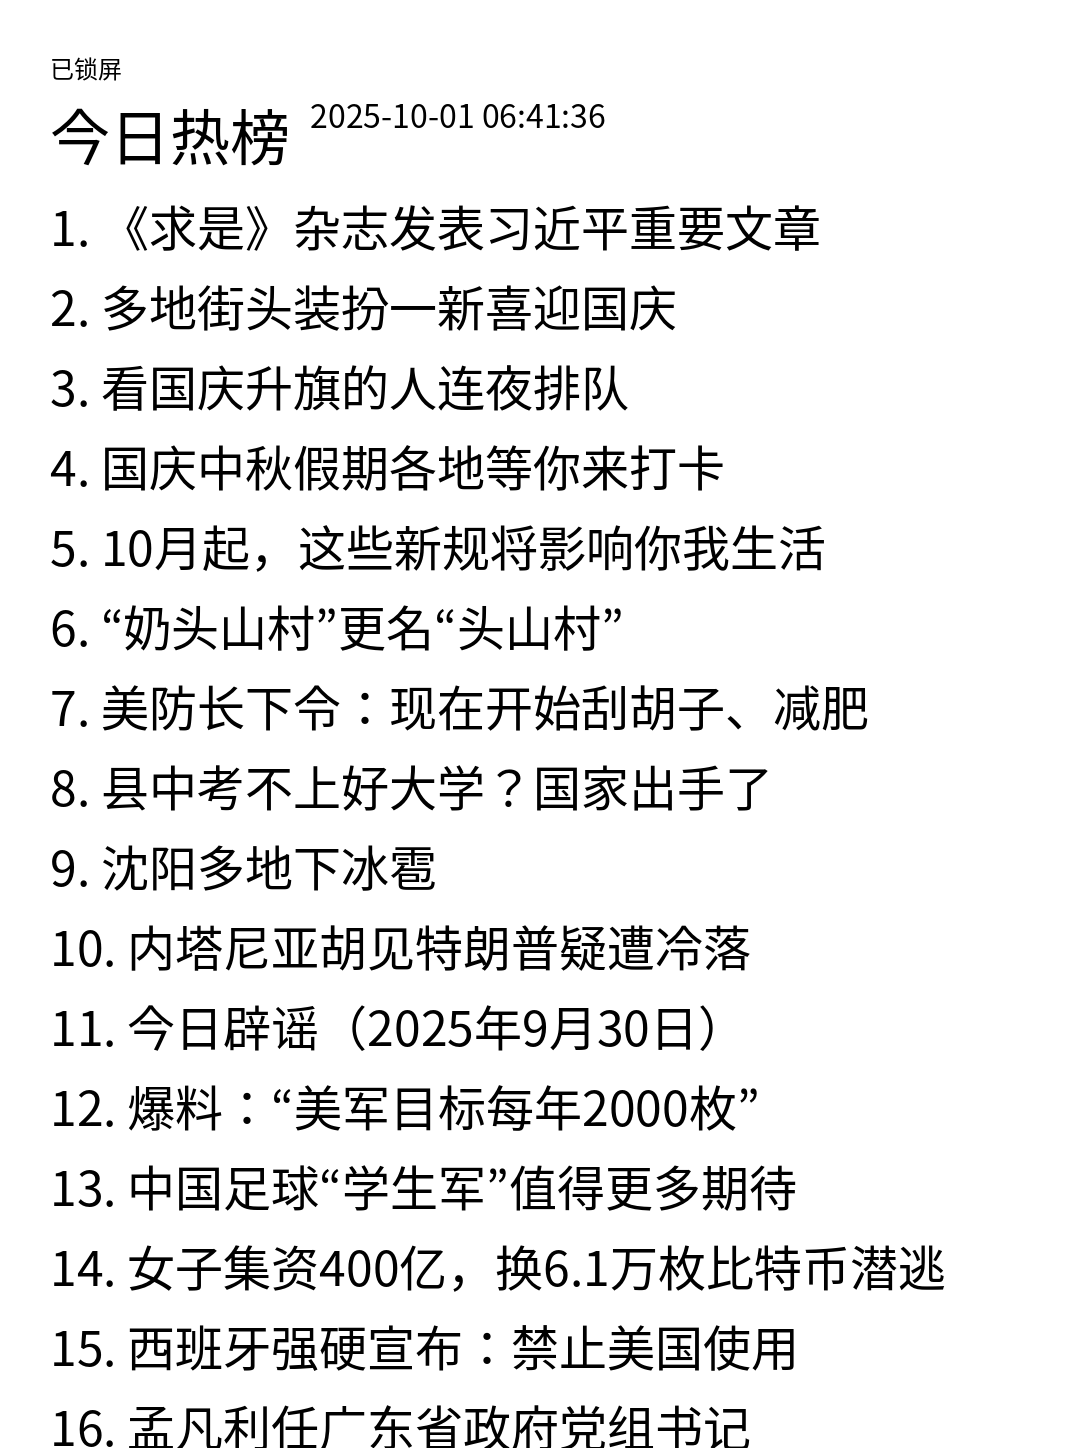 已锁屏
今日热榜 2025-10-01 06:41:36
1. 《求是》杂志发表习近平重要文章
2. 多地街头装扮一新喜迎国庆
3. 看国庆升旗的人连夜排队
4. 国庆中秋假期各地等你来打卡
5. 10月起，这些新规将影响你我生活
6. “奶头山村”更名“头山村”
7. 美防长下令：现在开始刮胡子、减肥
8. 县中考不上好大学？国家出手了
9. 沈阳多地下冰雹
10. 内塔尼亚胡见特朗普疑遭冷落
11. 今日辟谣（2025年9月30日）
12. 爆料：“美军目标每年2000枚”
13. 中国足球“学生军”值得更多期待
14. 女子集资400亿，换6.1万枚比特币潜逃
15. 西班牙强硬宣布：禁止美国使用
16. 孟凡利任广东省政府党组书记